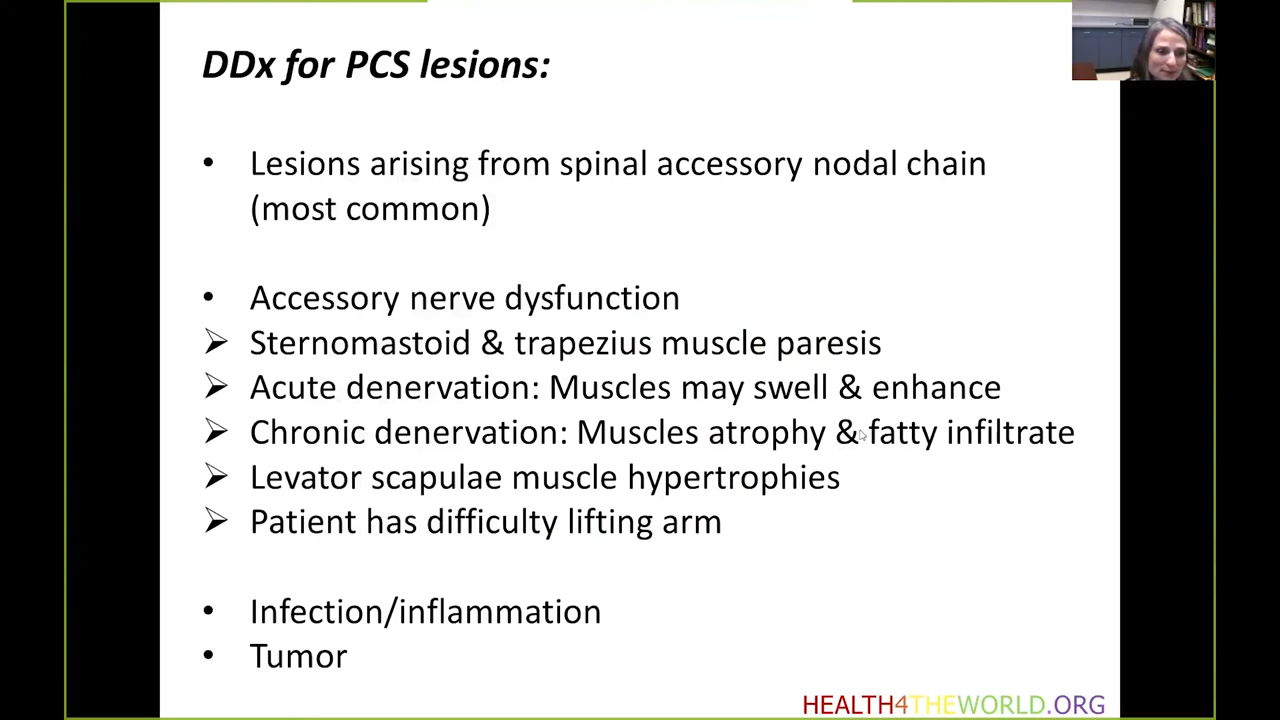 DDx for PCS lesions:
• Lesions arising from spinal accessory nodal chain
(most common)
• Accessory nerve dysfunction
➢ Sternomastoid & trapezius muscle paresis
➢ Acute denervation: Muscles may swell & enhance
➢ Chronic denervation: Muscles atrophy & fatty infiltrate
➢ Levator scapulae muscle hypertrophies
➢ Patient has difficulty lifting arm
• Infection/inflammation
• Tumor
HEALTH4THEWORLD.ORG